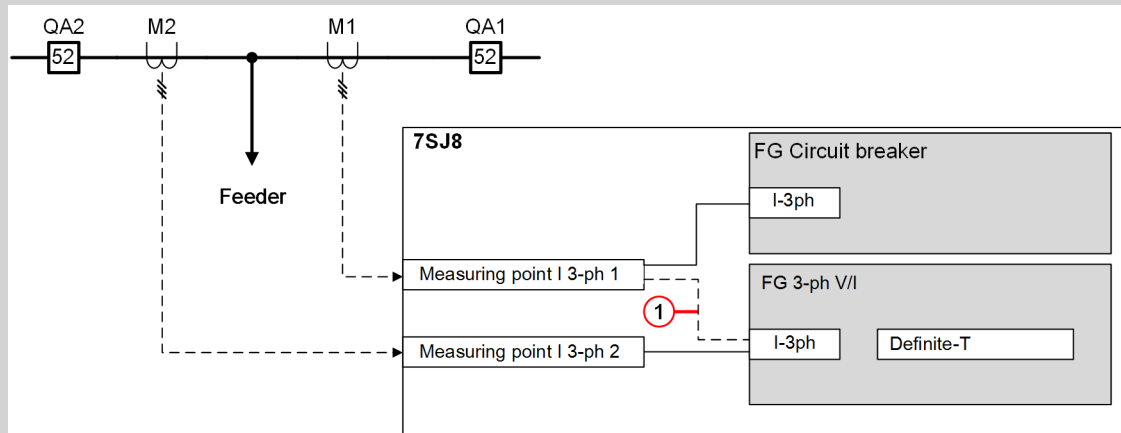 QA2
M2
M1
QA1
52
52
Feeder
7SJ8
FG Circuit breaker
I-3ph
Measuring point I 3-ph 1
FG 3-ph V/I
1
I-3ph
Definite-T
Measuring point I 3-ph 2